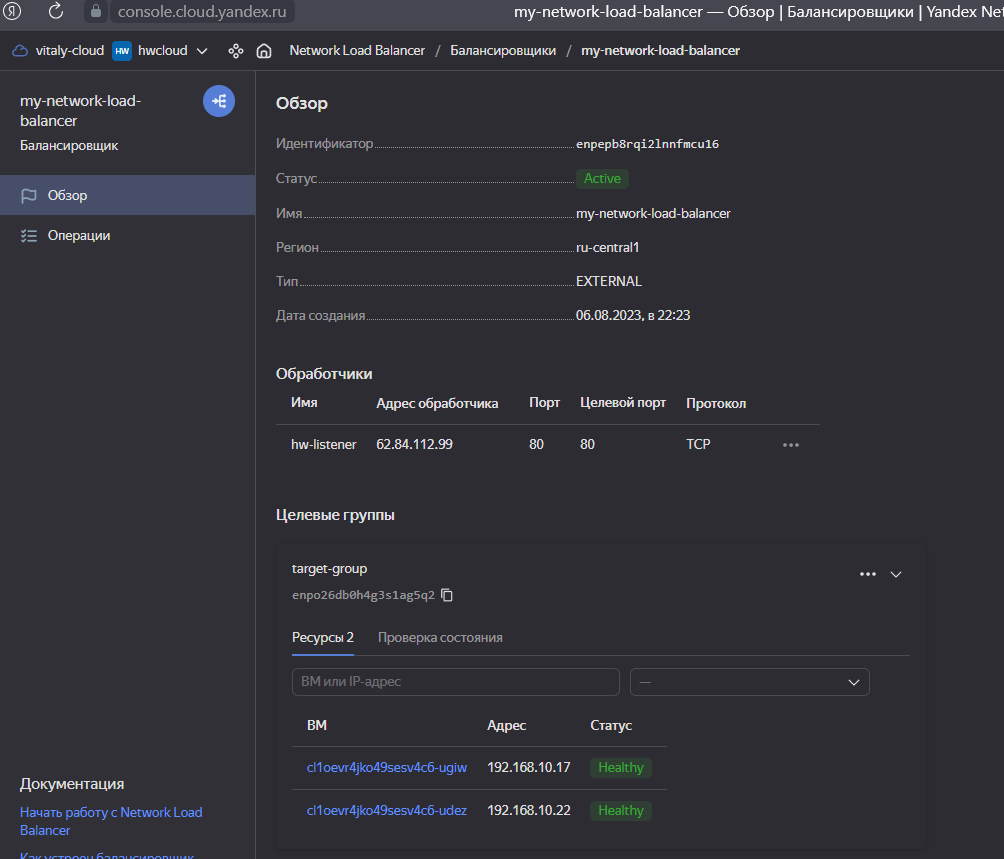 Я console.cloud.yandex.ru my-network-load-balancer — Обзор | Балансировщики | Yandex Net
vitaly-cloud HW hwcloud Network Load Balancer / Балансировщики / my-network-load-balancer
my-network-load-
balancer
Балансировщик
Обзор
Операции
Обзор
Идентификатор enpepb8rqi2lnnfmcu16
Статус Active
Имя my-network-load-balancer
Регион ru-central1
Тип EXTERNAL
Дата создания 06.08.2023, в 22:23
Обработчики
Имя Адрес обработчика Порт Целевой порт Протокол
hw-listener 62.84.112.99 80 80 TCP
Целевые группы
target-group
enpo26db0h4g3s1ag5q2
Ресурсы 2 Проверка состояния
ВМ или IP-адрес —
ВМ Адрес Статус
cl1oevr4jko49sesv4c6-ugiw 192.168.10.17 Healthy
cl1oevr4jko49sesv4c6-udez 192.168.10.22 Healthy
Документация
Начать работу с Network Load
Balancer
Как устроен балансировщик